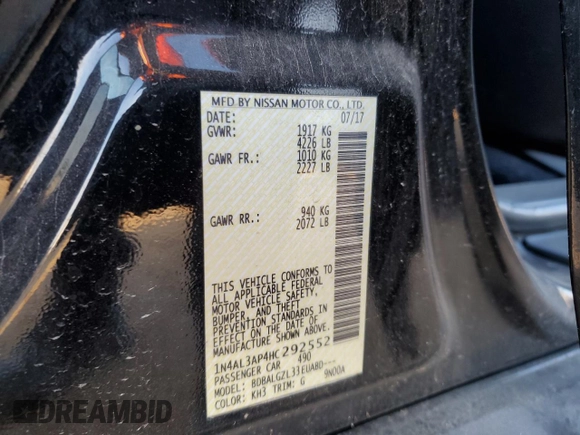 MFD BY NISSAN MOTOR CO., LTD.
DATE: 07/17
GVWR: 1917 KG
4226 LB
GAWR FR.: 1010 KG
2227 LB
GAWR RR.: 940 KG
2072 LB
THIS VEHICLE CONFORMS TO
ALL APPLICABLE FEDERAL
MOTOR VEHICLE SAFETY,
BUMPER, AND THEFT
PREVENTION STANDARDS IN
EFFECT ON THE DATE OF
MANUFACTURE SHOWN ABOVE.
1N4AL3AP4HC292552
PASSENGER CAR 490
MODEL: BDBALGZL33EUABD---
COLOR: KH3 TRIM: G 9N00A
DREAMBID